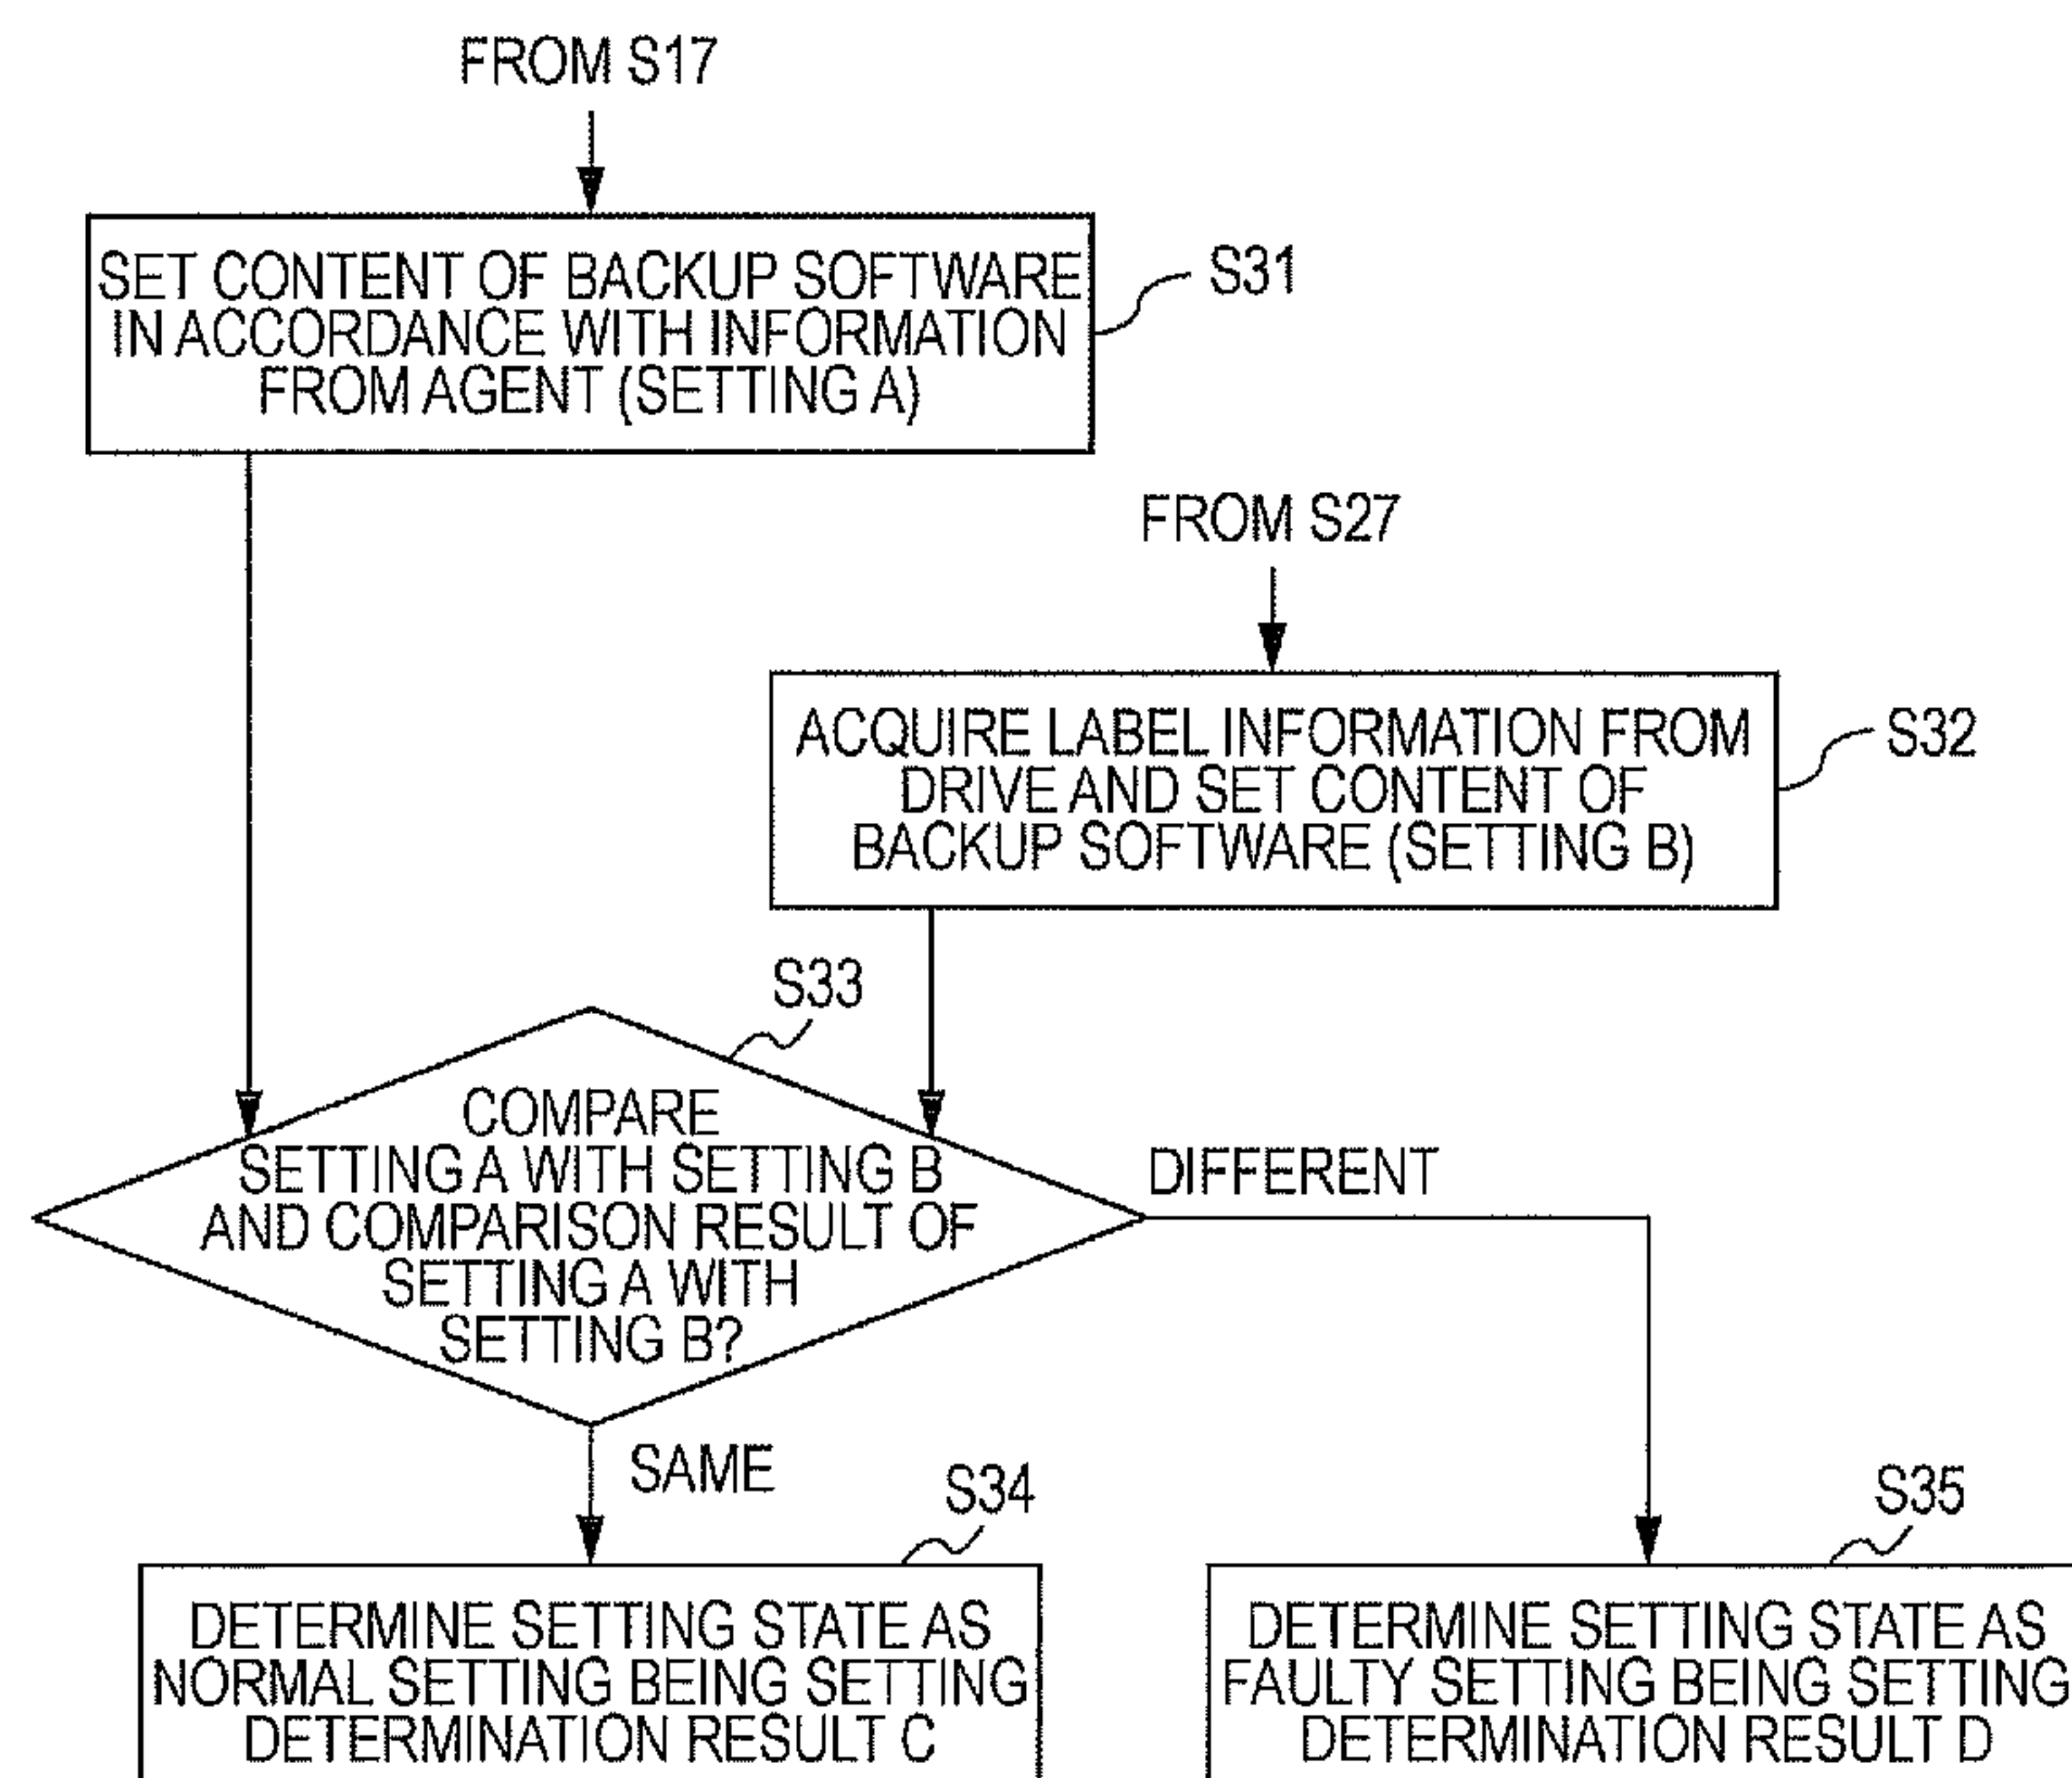 FROM S17
SET CONTENT OF BACKUP SOFTWARE
IN ACCORDANCE WITH INFORMATION
FROM AGENT (SETTING A)
S31
FROM S27
ACQUIRE LABEL INFORMATION FROM
DRIVE AND SET CONTENT OF
BACKUP SOFTWARE (SETTING B)
S32
S33
COMPARE
SETTING A WITH SETTING B
AND COMPARISON RESULT OF
SETTING A WITH
SETTING B?
DIFFERENT
SAME
S34
DETERMINE SETTING STATE AS
NORMAL SETTING BEING SETTING
DETERMINATION RESULT C
S35
DETERMINE SETTING STATE AS
FAULTY SETTING BEING SETTING
DETERMINATION RESULT D